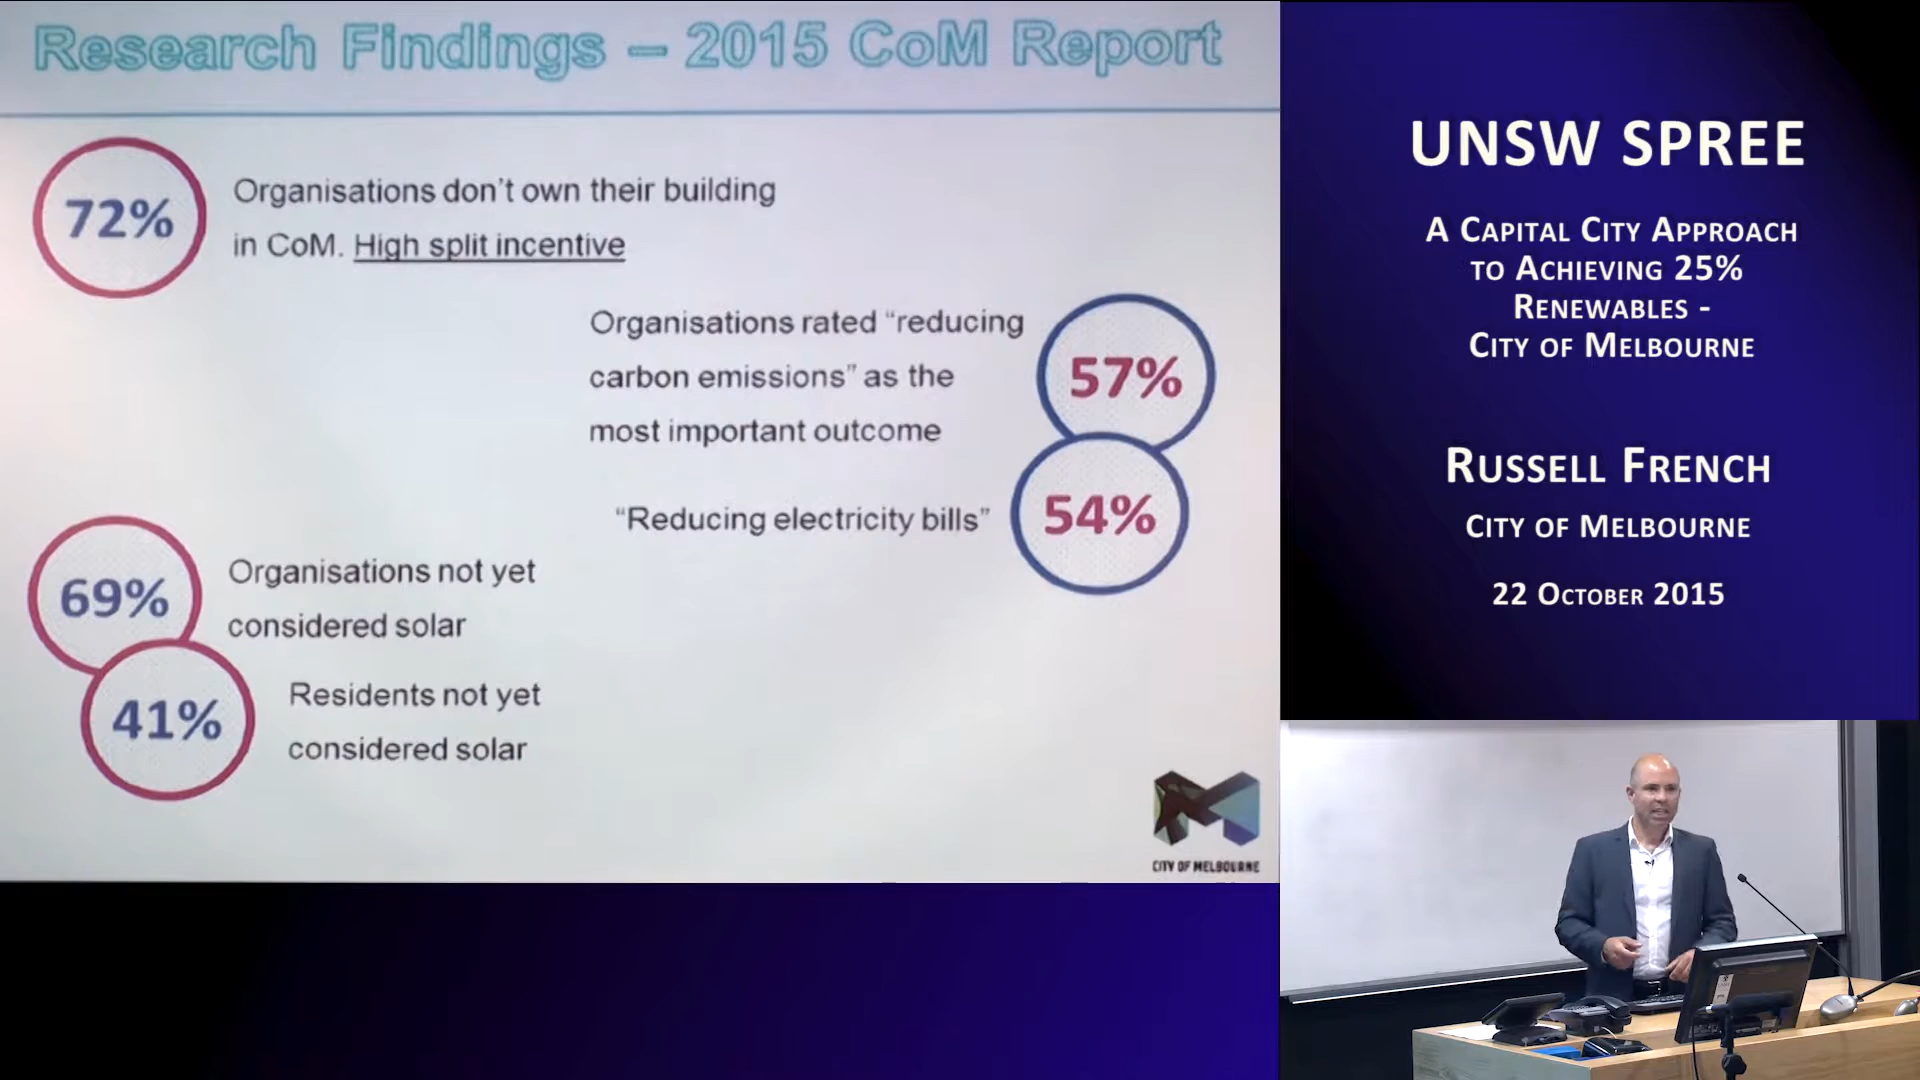 Research Findings – 2015 CoM Report
72%
Organisations don't own their building
in CoM. High split incentive
Organisations rated “reducing
carbon emissions” as the
most important outcome
57%
“Reducing electricity bills”
54%
69%
Organisations not yet
considered solar
41%
Residents not yet
considered solar
CITY OF MELBOURNE
UNSW SPREE
A Capital City Approach
to Achieving 25%
Renewables -
City of Melbourne
Russell French
City of Melbourne
22 October 2015